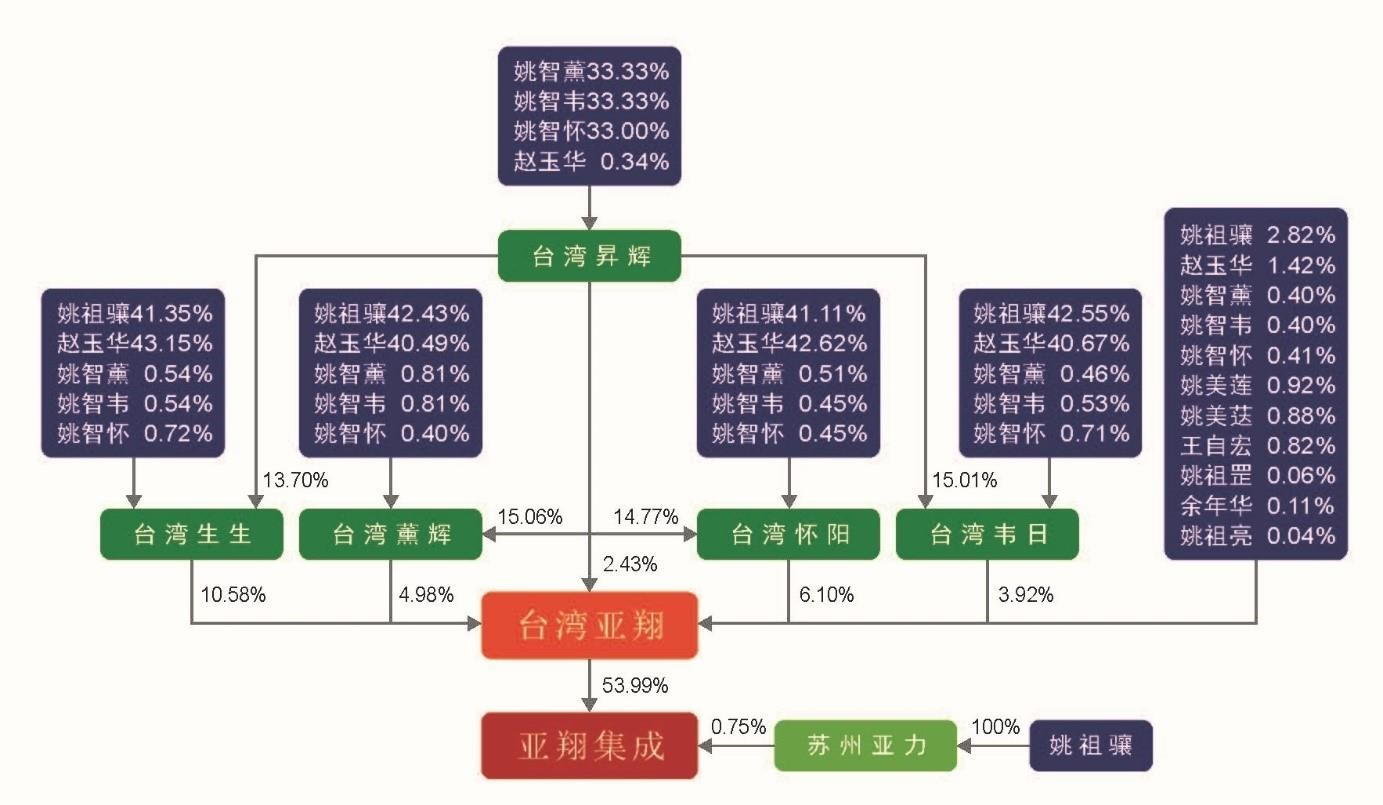 姚智薰33.33%
姚智韦33.33%
姚智怀33.00%
赵玉华 0.34%
台湾昇辉
姚祖骧41.35%
赵玉华43.15%
姚智薰 0.54%
姚智韦 0.54%
姚智怀 0.72%
姚祖骧42.43%
赵玉华40.49%
姚智薰 0.81%
姚智韦 0.81%
姚智怀 0.40%
姚祖骧41.11%
赵玉华42.62%
姚智薰 0.51%
姚智韦 0.45%
姚智怀 0.45%
姚祖骧42.55%
赵玉华40.67%
姚智薰 0.46%
姚智韦 0.53%
姚智怀 0.71%
姚祖骧 2.82%
赵玉华 1.42%
姚智薰 0.40%
姚智韦 0.40%
姚智怀 0.41%
姚美莲 0.92%
姚美荙 0.88%
王自宏 0.82%
姚祖罡 0.06%
余年华 0.11%
姚祖亮 0.04%
13.70%
15.01%
台湾生生
台湾薰辉
15.06%
14.77%
台湾怀阳
台湾韦日
2.43%
10.58%
4.98%
6.10%
3.92%
台湾亚翔
53.99%
亚翔集成
0.75%
苏州亚力
100%
姚祖骧